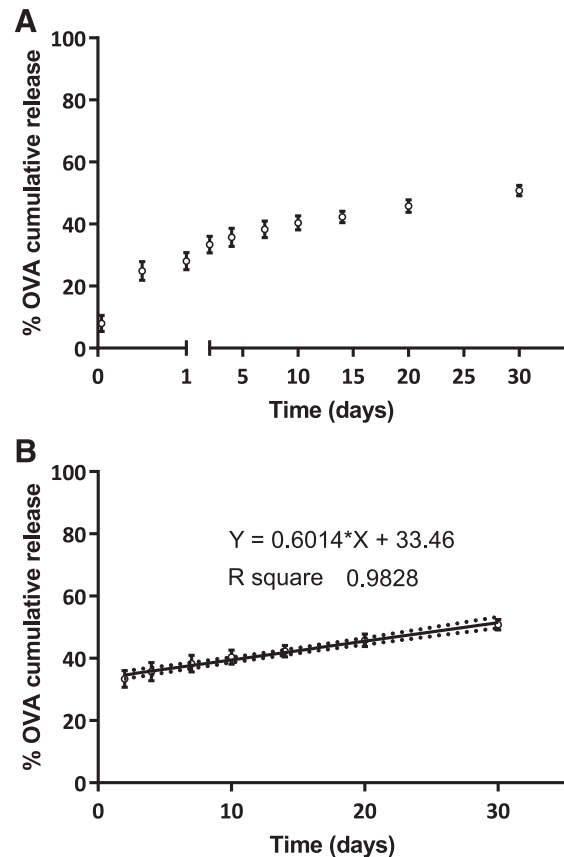 A
% OVA cumulative release
100
80
60
40
20
0
0 1 5 10 15 20 25 30
Time (days)
B
% OVA cumulative release
100
80
60
40
20
0
Y = 0.6014*X + 33.46
R square 0.9828
0 10 20 30
Time (days)